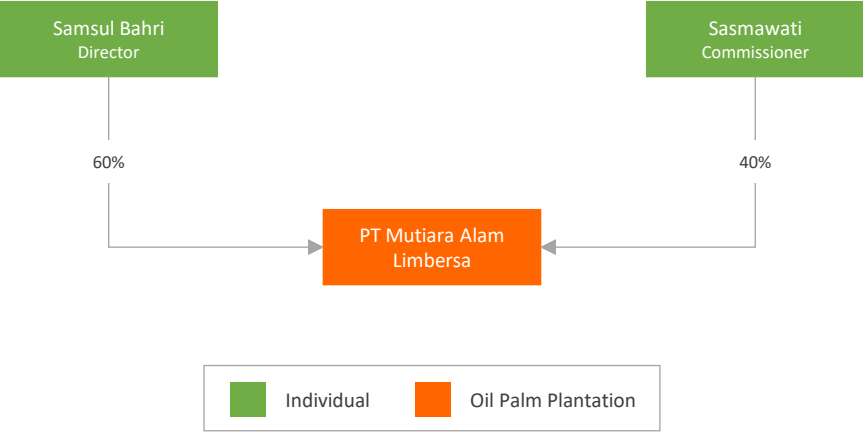 Samsul Bahri
Director
Sasmawati
Commissioner
60%
40%
PT Mutiara Alam
Limbersa
Individual
Oil Palm Plantation